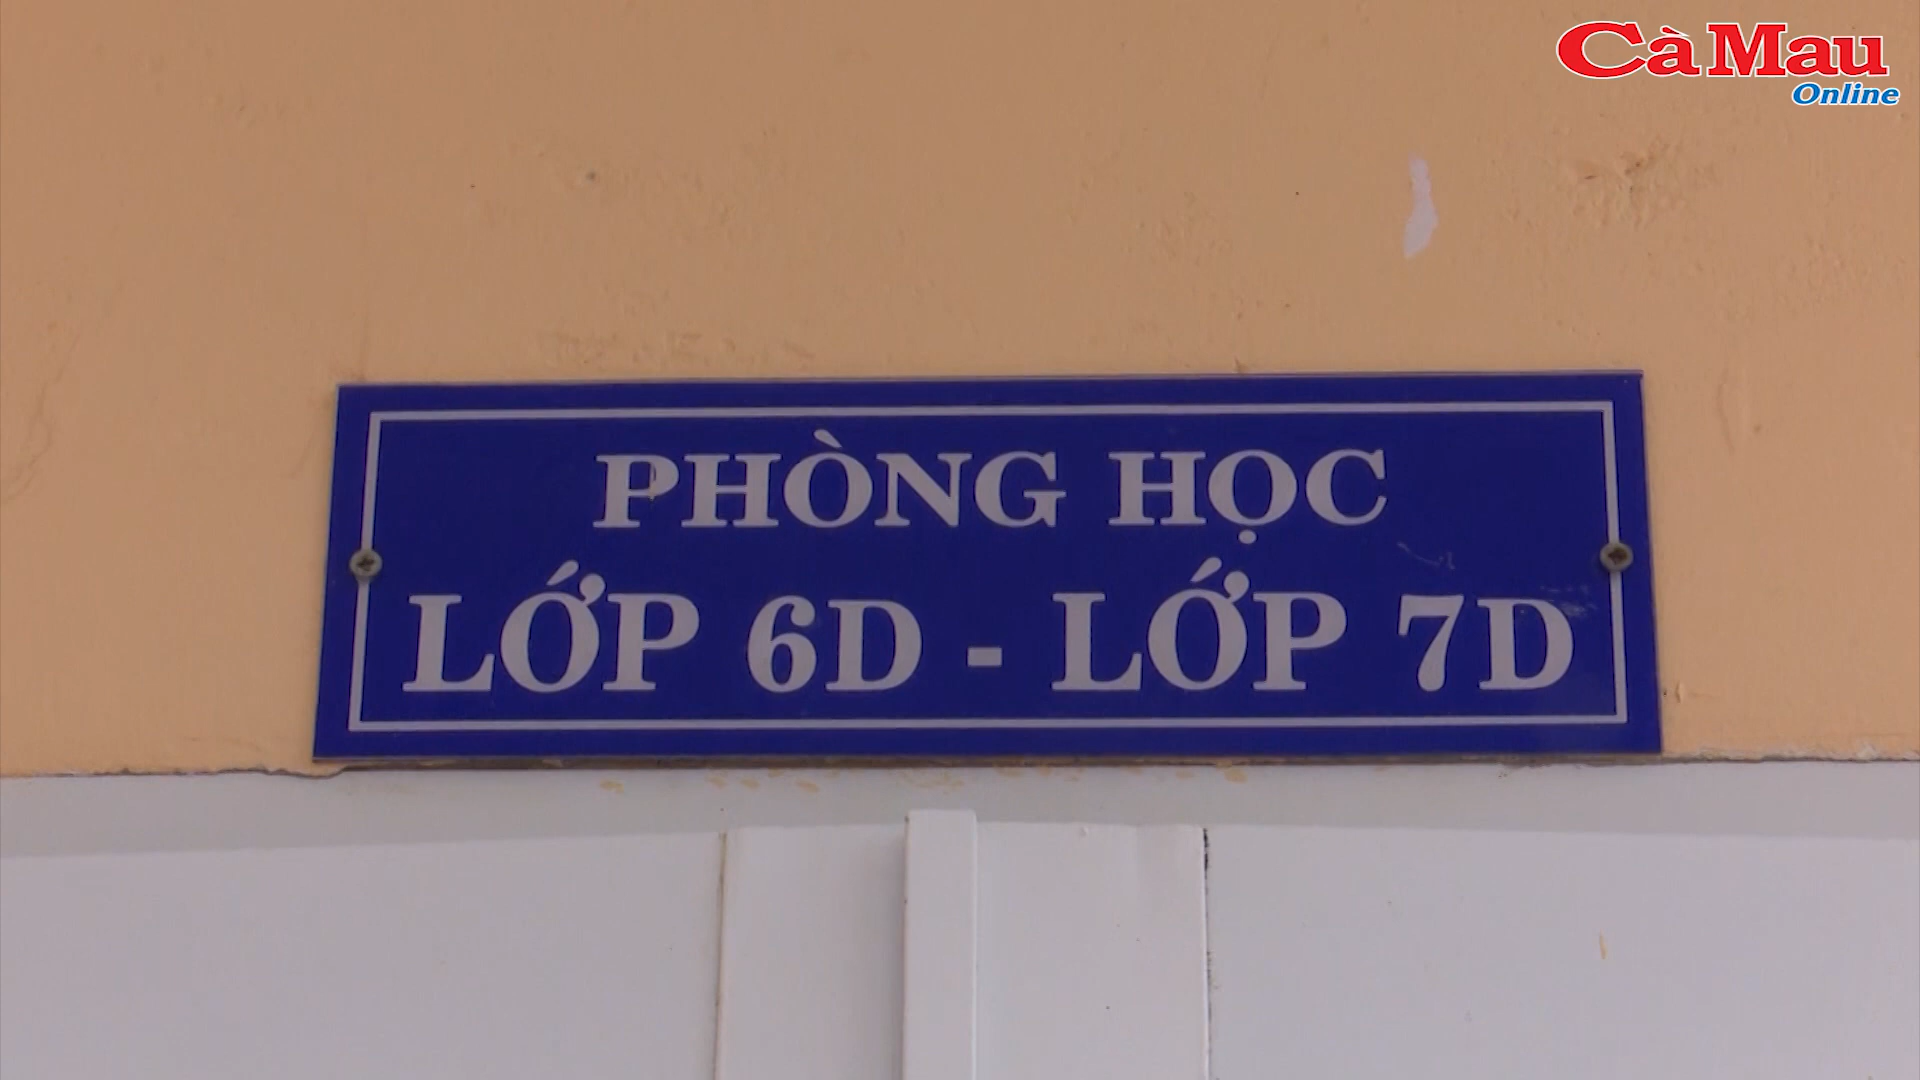 Cà Mau
Online
PHÒNG HỌC
LỚP 6D - LỚP 7D